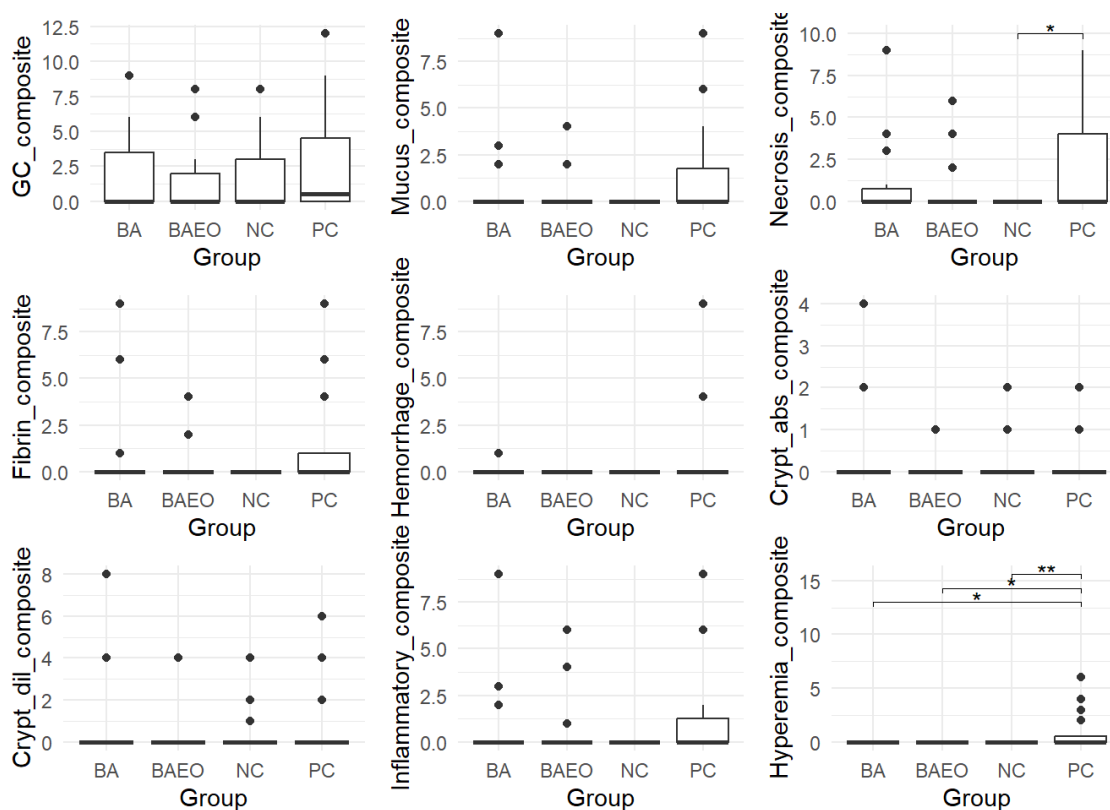 GC_composite
12.5
10.0
7.5
5.0
2.5
0.0
BA BAEO NC PC
Group
Mucus_composite
7.5
5.0
2.5
0.0
BA BAEO NC PC
Group
Necrosis_composite
10.0
7.5
5.0
2.5
0.0
*
BA BAEO NC PC
Group
Fibrin_composite
7.5
5.0
2.5
0.0
BA BAEO NC PC
Group
Hemorrhage_composite
7.5
5.0
2.5
0.0
BA BAEO NC PC
Group
Crypt_abs_composite
4
3
2
1
0
BA BAEO NC PC
Group
Crypt_dil_composite
8
6
4
2
0
BA BAEO NC PC
Group
Inflammatory_composite
7.5
5.0
2.5
0.0
BA BAEO NC PC
Group
Hyperemia_composite
15
10
5
0
**
*
*
BA BAEO NC PC
Group